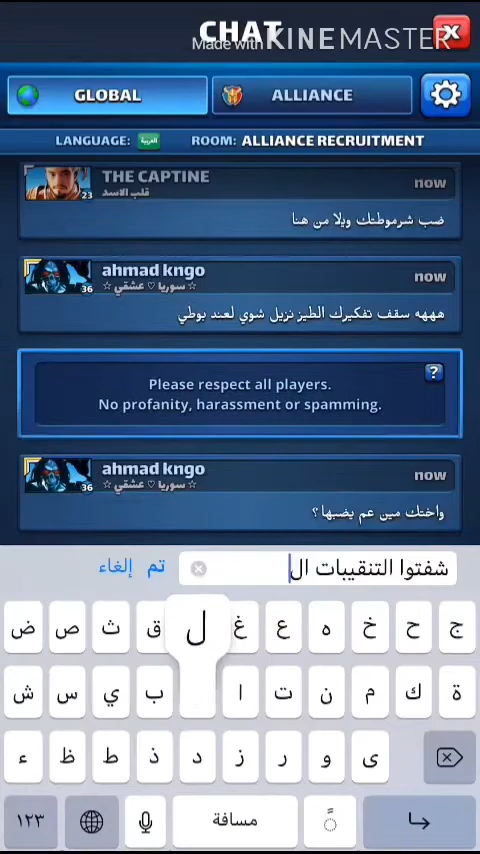 CHAT
Made with KINEMASTER
GLOBAL
ALLIANCE
LANGUAGE: العربية ROOM: ALLIANCE RECRUITMENT
THE CAPTINE
now
قلب الاسد
23
ضب شرموطتك ويلا من هنا
ahmad kngo
now
☆ سوريا ♡ عشقي ☆
36
هههه سقف تفكيرك الطيز نزيل شوي لعند بوطي
?
Please respect all players.
No profanity, harassment or spamming.
ahmad kngo
now
☆ سوريا ♡ عشقي ☆
36
واختك مين عم يضبها ؟
شفتوا التنقيبات ال
تم
إلغاء
ل
ج ح خ ه ع غ ق ث ص ض
ة ك م ن ت ا ب ي س ش
ى و ر ز د ذ ط ظ ء
١٢٣
مسافة